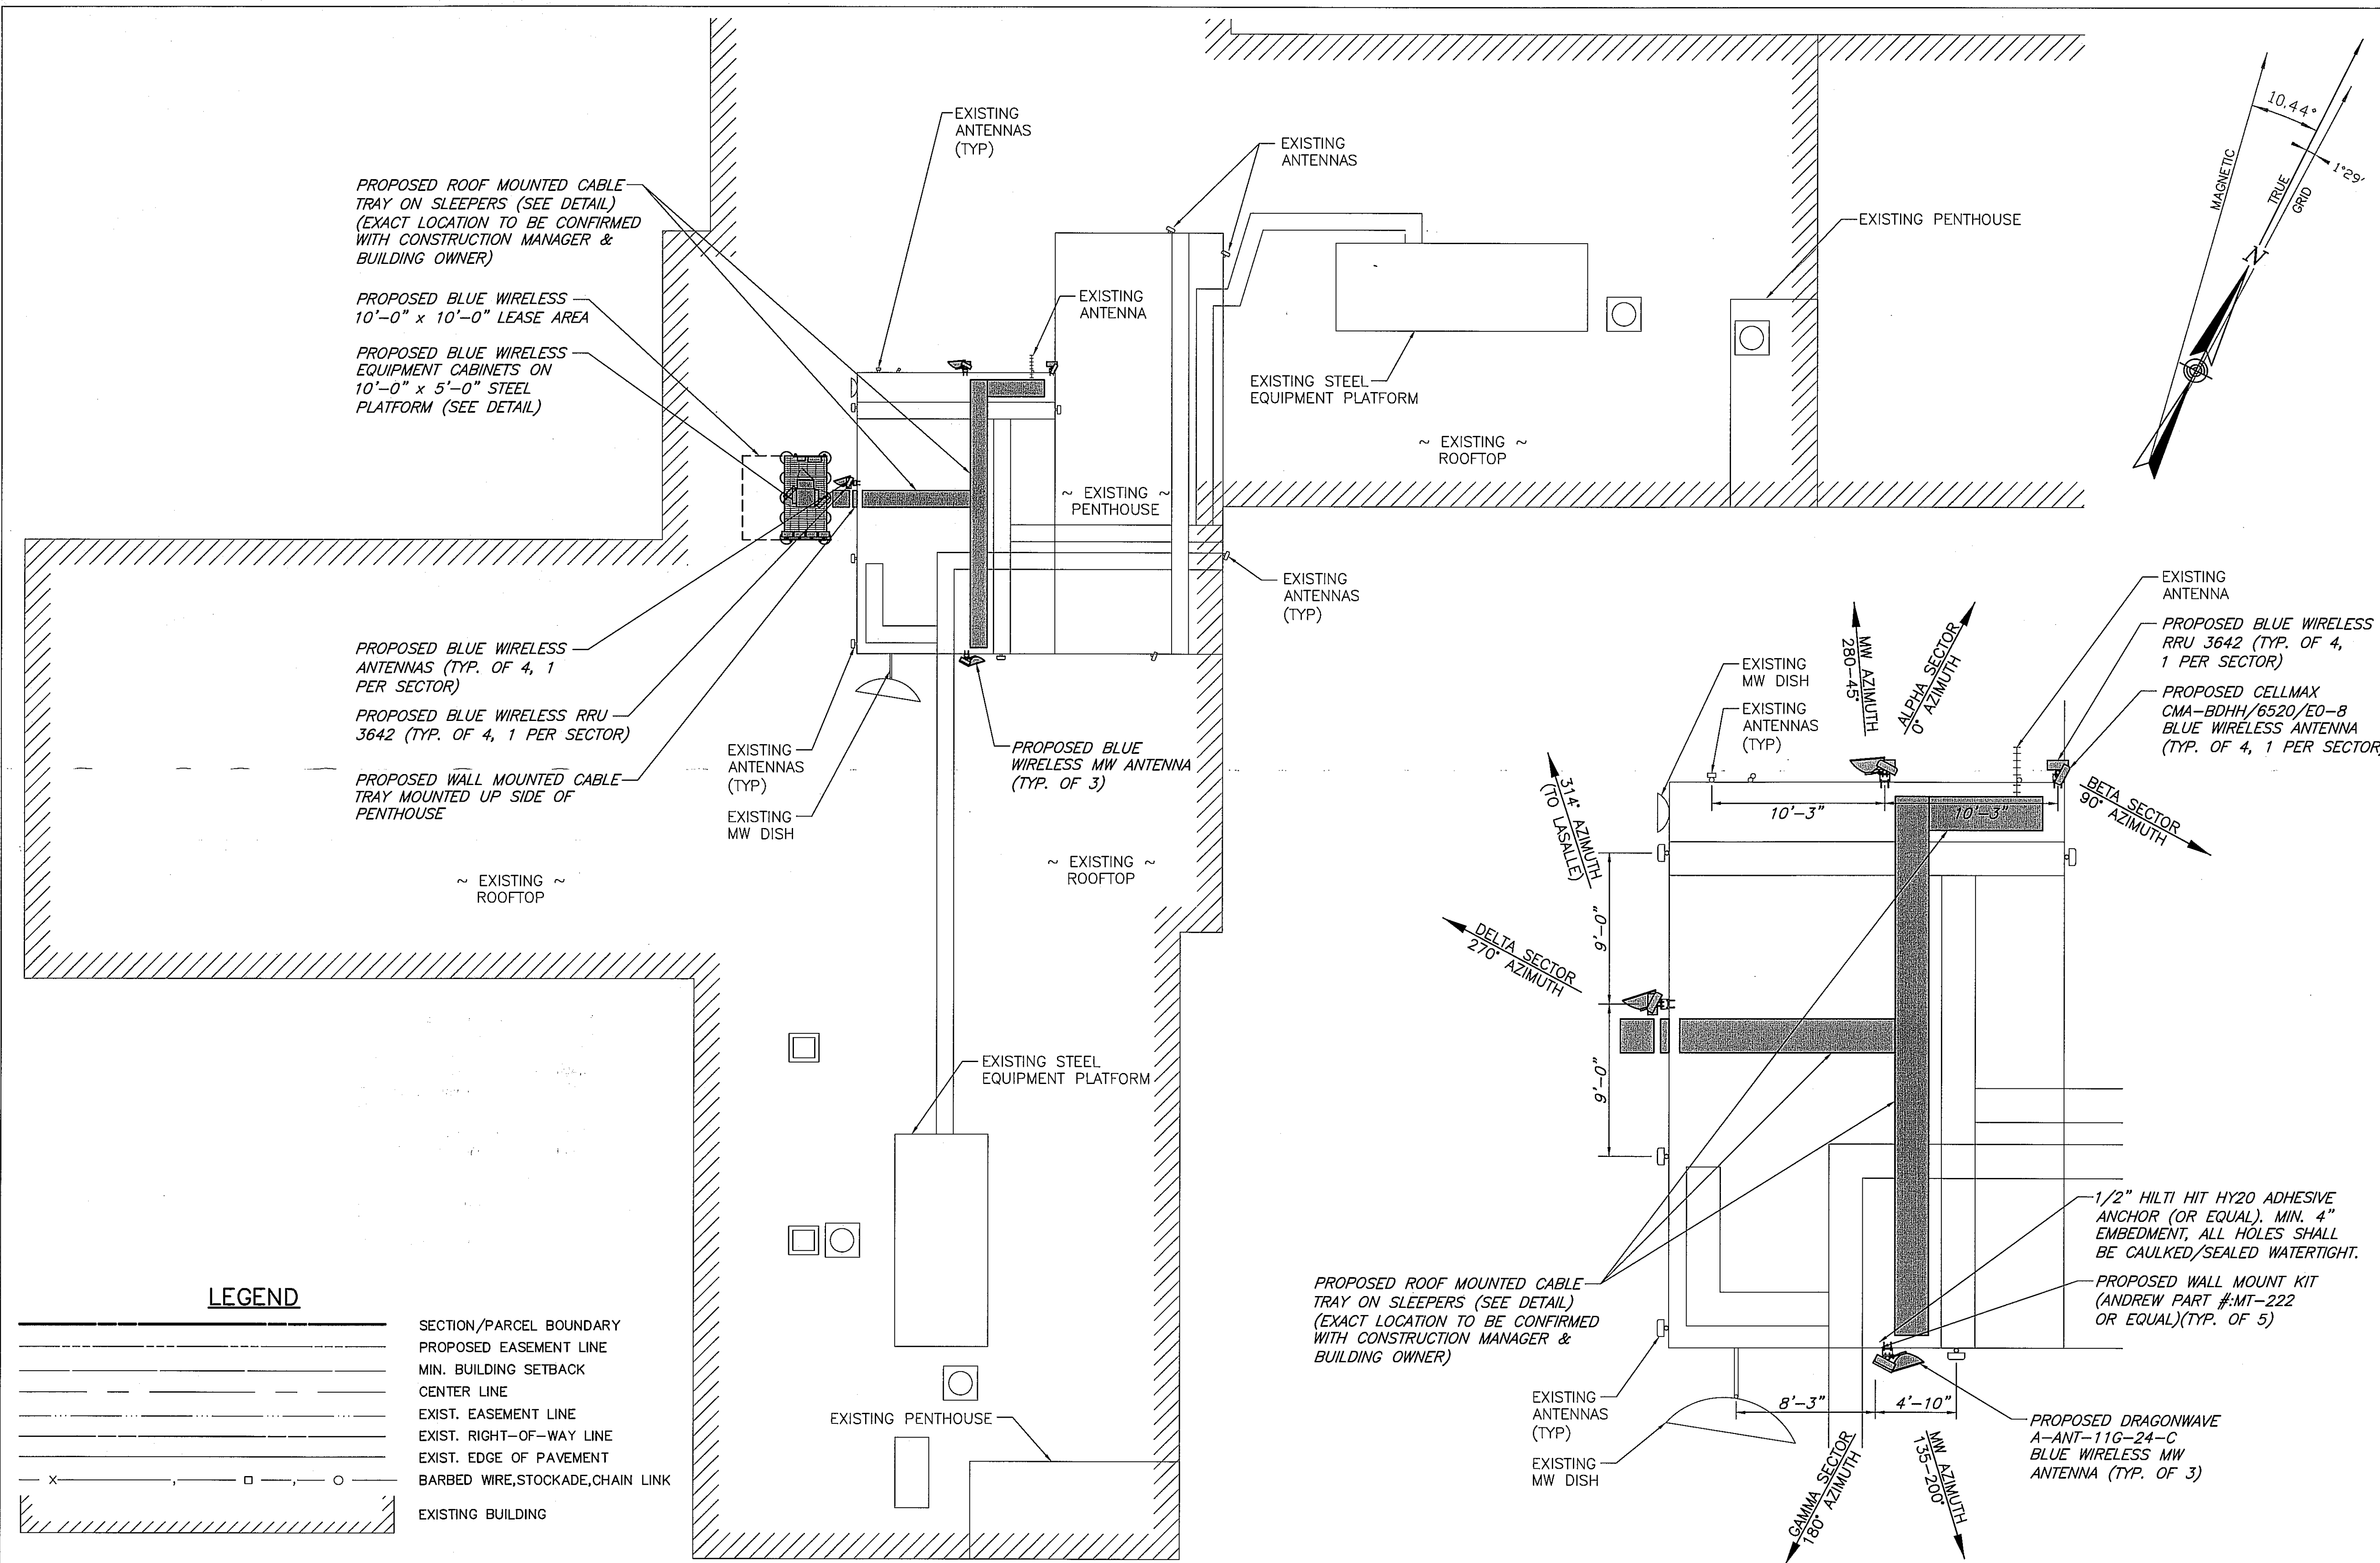 EXISTING
ANTENNAS
(TYP)
EXISTING
ANTENNAS
PROPOSED ROOF MOUNTED CABLE
TRAY ON SLEEPERS (SEE DETAIL)
(EXACT LOCATION TO BE CONFIRMED
WITH CONSTRUCTION MANAGER &
BUILDING OWNER)
PROPOSED BLUE WIRELESS
10'-0" x 10'-0" LEASE AREA
PROPOSED BLUE WIRELESS
EQUIPMENT CABINETS ON
10'-0" x 5'-0" STEEL
PLATFORM (SEE DETAIL)
EXISTING
ANTENNA
EXISTING PENTHOUSE
EXISTING STEEL
EQUIPMENT PLATFORM
~ EXISTING ~
ROOFTOP
~ EXISTING ~
PENTHOUSE
MAGNETIC
10.44°
TRUE
GRID
1°29'
N
EXISTING
ANTENNAS
(TYP)
PROPOSED BLUE WIRELESS
ANTENNAS (TYP. OF 4, 1
PER SECTOR)
PROPOSED BLUE WIRELESS RRU
3642 (TYP. OF 4, 1 PER SECTOR)
PROPOSED WALL MOUNTED CABLE
TRAY MOUNTED UP SIDE OF
PENTHOUSE
EXISTING
ANTENNAS
(TYP)
EXISTING
MW DISH
PROPOSED BLUE
WIRELESS MW ANTENNA
(TYP. OF 3)
~ EXISTING ~
ROOFTOP
~ EXISTING ~
ROOFTOP
EXISTING STEEL
EQUIPMENT PLATFORM
EXISTING PENTHOUSE
EXISTING
ANTENNA
PROPOSED BLUE WIRELESS
RRU 3642 (TYP. OF 4,
1 PER SECTOR)
PROPOSED CELLMAX
CMA-BDHH/6520/E0-8
BLUE WIRELESS ANTENNA
(TYP. OF 4, 1 PER SECTOR
MW AZIMUTH
280-45°
ALPHA SECTOR
0° AZIMUTH
EXISTING
MW DISH
EXISTING
ANTENNAS
(TYP)
314° AZIMUTH
(TO LASALLE)
10'-3"
10'-3"
BETA SECTOR
90° AZIMUTH
9'-0"
DELTA SECTOR
270° AZIMUTH
9'-0"
1/2" HILTI HIT HY20 ADHESIVE
ANCHOR (OR EQUAL). MIN. 4"
EMBEDMENT, ALL HOLES SHALL
BE CAULKED/SEALED WATERTIGHT.
PROPOSED WALL MOUNT KIT
(ANDREW PART #:MT-222
OR EQUAL)(TYP. OF 5)
PROPOSED ROOF MOUNTED CABLE
TRAY ON SLEEPERS (SEE DETAIL)
(EXACT LOCATION TO BE CONFIRMED
WITH CONSTRUCTION MANAGER &
BUILDING OWNER)
EXISTING
ANTENNAS
(TYP)
EXISTING
MW DISH
8'-3"
4'-10"
PROPOSED DRAGONWAVE
A-ANT-11G-24-C
BLUE WIRELESS MW
ANTENNA (TYP. OF 3)
GAMMA SECTOR
180° AZIMUTH
MW AZIMUTH
135-200°
LEGEND
SECTION/PARCEL BOUNDARY
PROPOSED EASEMENT LINE
MIN. BUILDING SETBACK
CENTER LINE
EXIST. EASEMENT LINE
EXIST. RIGHT-OF-WAY LINE
EXIST. EDGE OF PAVEMENT
BARBED WIRE,STOCKADE,CHAIN LINK
EXISTING BUILDING